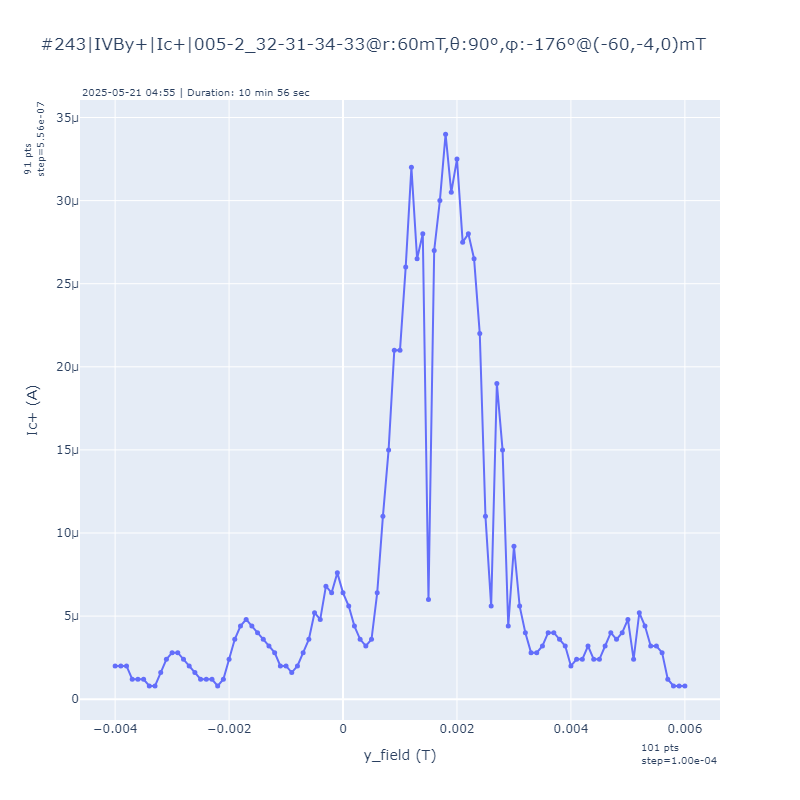 #243|IVBy+|Ic+|005-2_32-31-34-33@r:60mT,θ:90°,φ:-176°@(-60,-4,0)mT
2025-05-21 04:55 | Duration: 10 min 56 sec
91 pts
step=5.56e-07
35μ
30μ
25μ
20μ
15μ
10μ
5μ
0
Ic+ (A)
−0.004
−0.002
0
0.002
0.004
0.006
y_field (T)
101 pts
step=1.00e-04